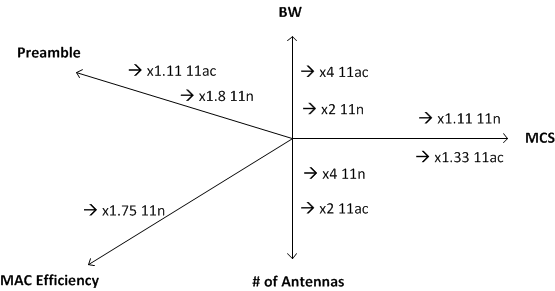 BW
Preamble
→ x1.11 11ac
→ x4 11ac
→ x1.8 11n
→ x2 11n
→ x1.11 11n
MCS
→ x1.33 11ac
→ x4 11n
→ x1.75 11n
→ x2 11ac
MAC Efficiency
# of Antennas